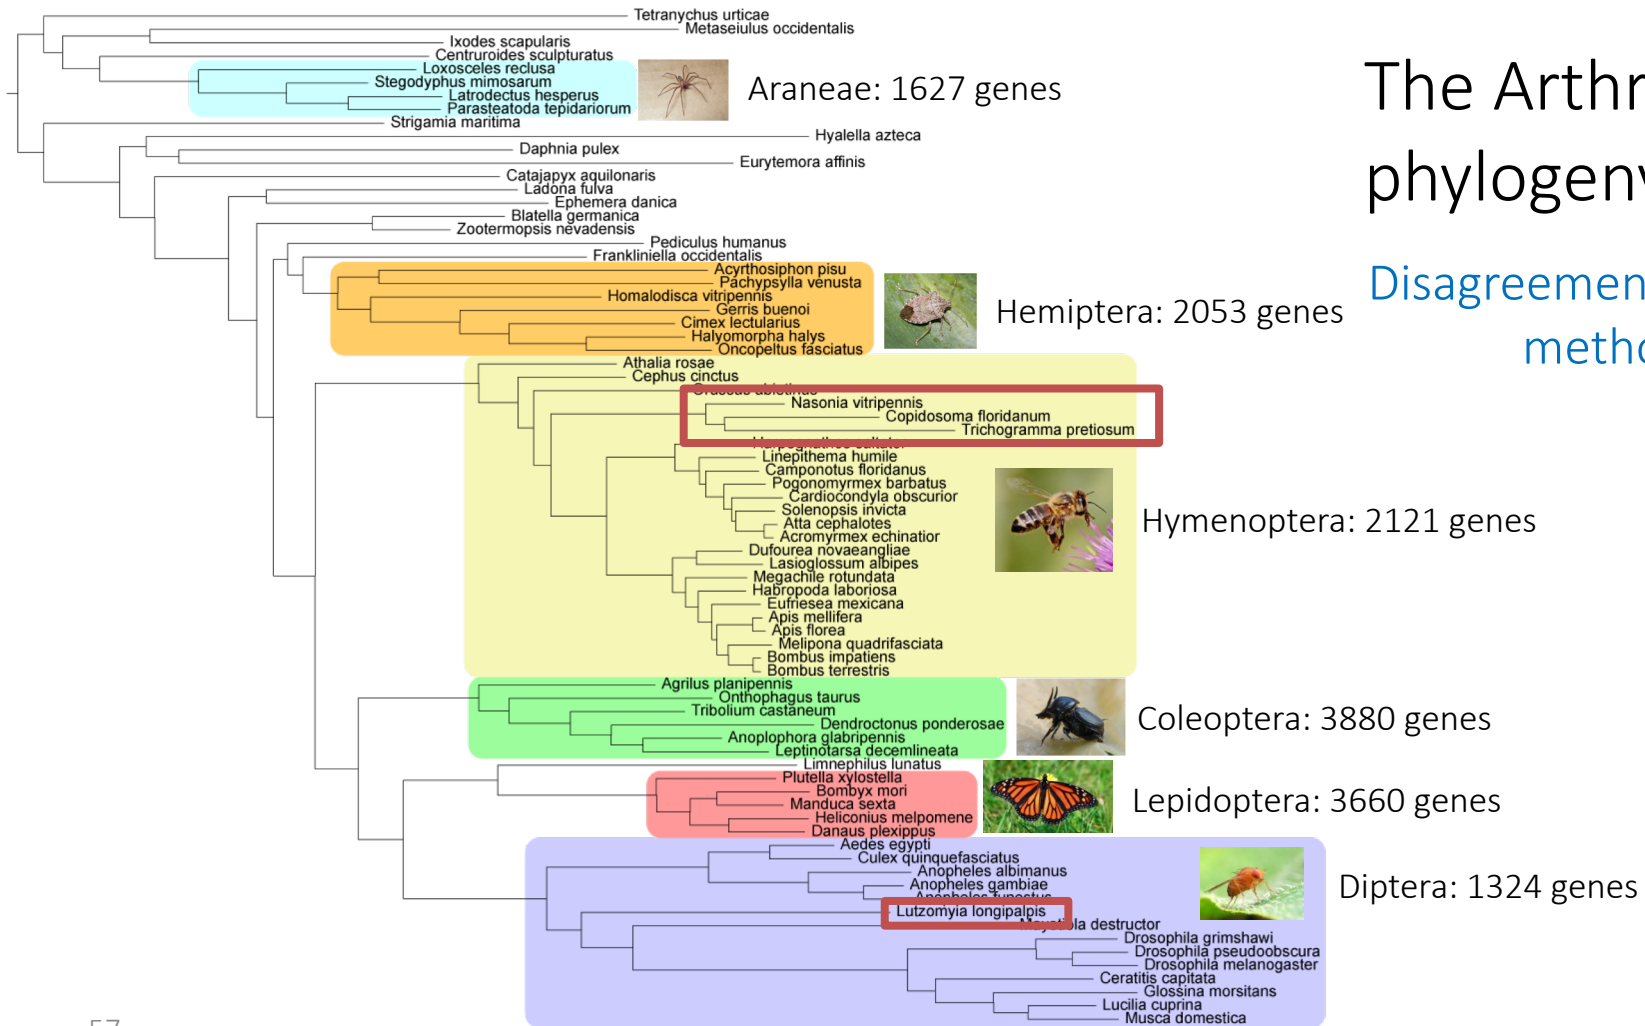 Tetranychus urticae
Metaseiulus occidentalis
Ixodes scapularis
Centruroides sculpturatus
Loxosceles reclusa
Stegodyphus mimosarum
Latrodectus hesperus
Parasteatoda tepidariorum
Araneae: 1627 genes
Strigamia maritima
Hyalella azteca
Daphnia pulex
Eurytemora affinis
Catajapyx aquilonaris
Ladona fulva
Ephemera danica
Blatella germanica
Zootermopsis nevadensis
Pediculus humanus
Frankliniella occidentalis
Acyrthosiphon pisu
Pachypsylla venusta
Homalodisca vitripennis
Gerris buenoi
Cimex lectularius
Halyomorpha halys
Oncopeltus fasciatus
Hemiptera: 2053 genes
The Arthr
phylogeny
Disagreemen
metho
Athalia rosae
Cephus cinctus
Nasonia vitripennis
Copidosoma floridanum
Trichogramma pretiosum
Linepithema humile
Camponotus floridanus
Pogonomyrmex barbatus
Cardiocondyla obscurior
Solenopsis invicta
Atta cephalotes
Acromyrmex echinatior
Dufourea novaeangliae
Lasioglossum albipes
Megachile rotundata
Habropoda laboriosa
Eufriesea mexicana
Apis mellifera
Apis florea
Melipona quadrifasciata
Bombus impatiens
Bombus terrestris
Hymenoptera: 2121 genes
Agrilus planipennis
Onthophagus taurus
Tribolium castaneum
Dendroctonus ponderosae
Anoplophora glabripennis
Leptinotarsa decemlineata
Coleoptera: 3880 genes
Limnephilus lunatus
Plutella xylostella
Bombyx mori
Manduca sexta
Heliconius melpomene
Danaus plexippus
Lepidoptera: 3660 genes
Aedes egypti
Culex quinquefasciatus
Anopheles albimanus
Anopheles gambiae
Anopheles funestus
Lutzomyia longipalpis
destructor
Drosophila grimshawi
Drosophila pseudoobscura
Drosophila melanogaster
Ceratitis capitata
Glossina morsitans
Lucilia cuprina
Musca domestica
Diptera: 1324 genes
57